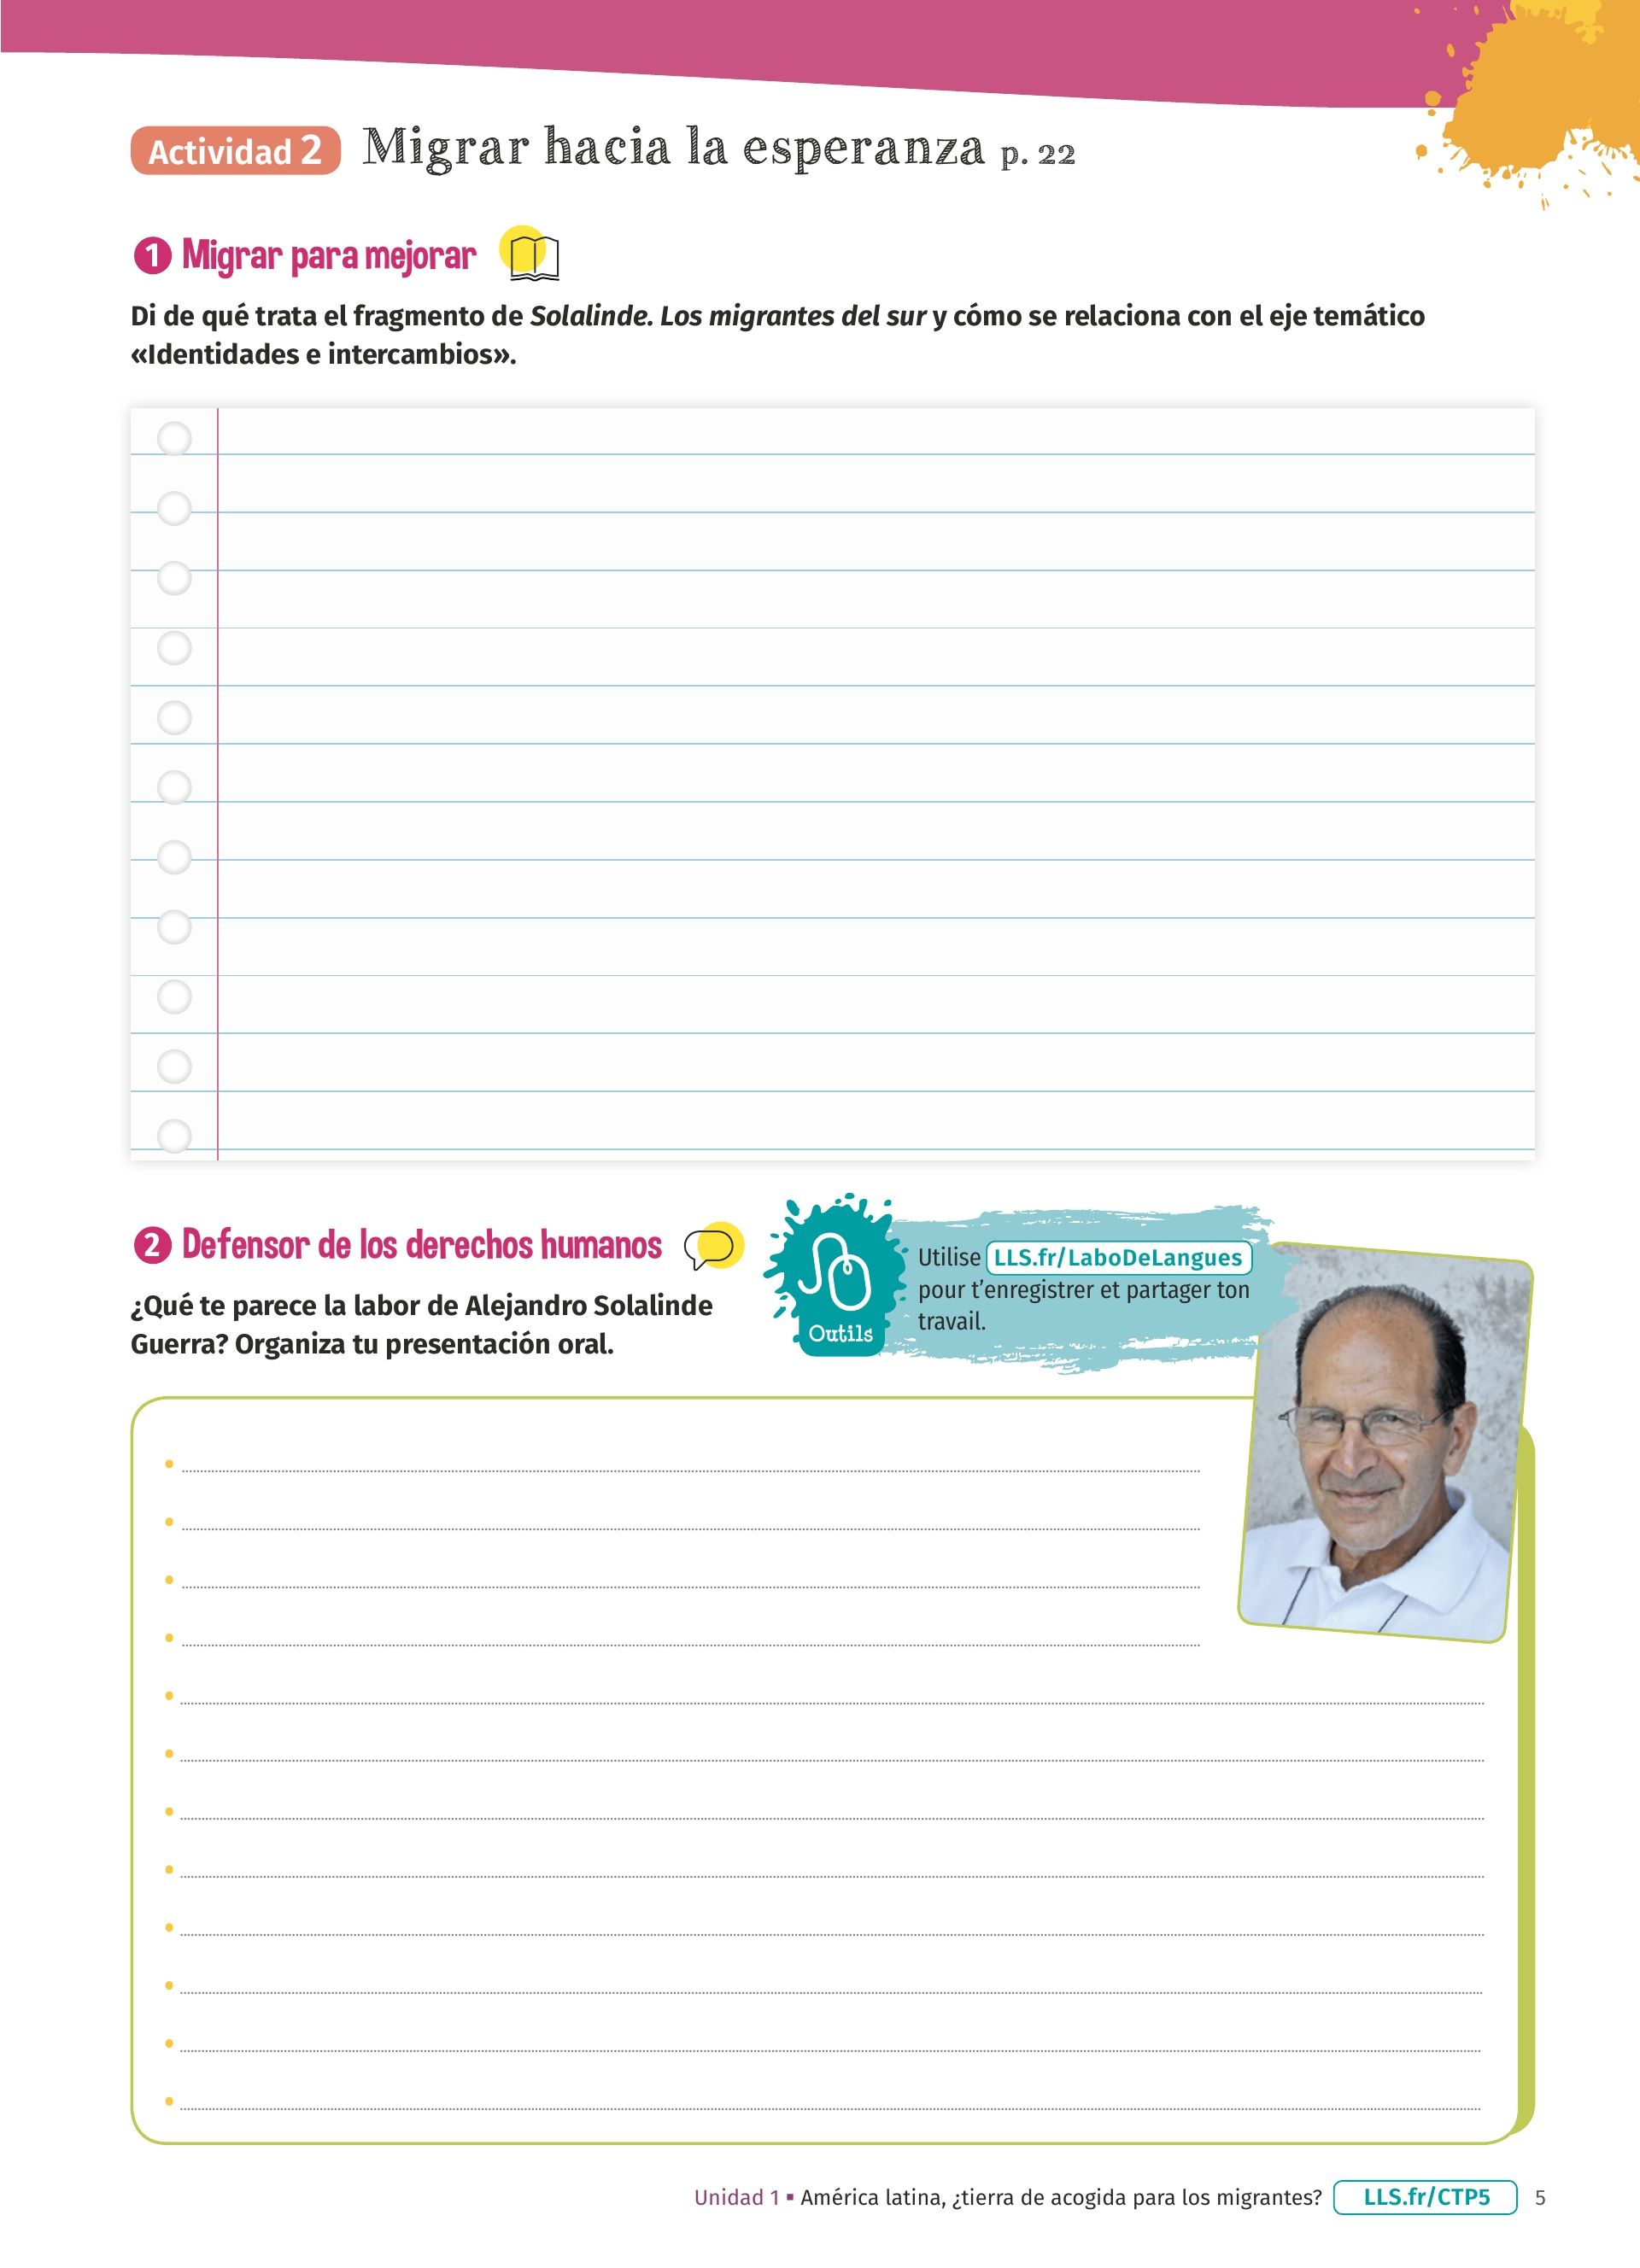 Actividad 2 Migrar hacia la esperanza p. 22
1 Migrar para mejorar
Di de qué trata el fragmento de Solalinde. Los migrantes del sur y cómo se relaciona con el eje temático
«Identidades e intercambios».
2 Defensor de los derechos humanos
¿Qué te parece la labor de Alejandro Solalinde
Guerra? Organiza tu presentación oral.
Outils
Utilise LLS.fr/LaboDeLangues
pour t'enregistrer et partager ton
travail.
Unidad 1 ▪ América latina, ¿tierra de acogida para los migrantes? LLS.fr/CTP5 5